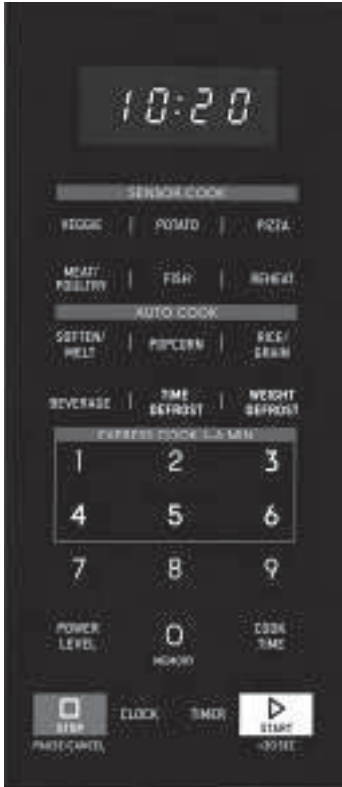 10:20
SENSOR COOK
VEGGIE | POTATO | PIZZA
MEAT/
POULTRY | FISH | REHEAT
AUTO COOK
SOFTEN/
MELT | POPCORN | RICE/
GRAIN
BEVERAGE | TIME
DEFROST | WEIGHT
DEFROST
EXPRESS COOK 1-6 MIN
1 2 3
4 5 6
7 8 9
POWER
LEVEL 0 COOK
TIME
MEMORY
STOP CLOCK TIMER START
PAUSE/CANCEL +30 SEC